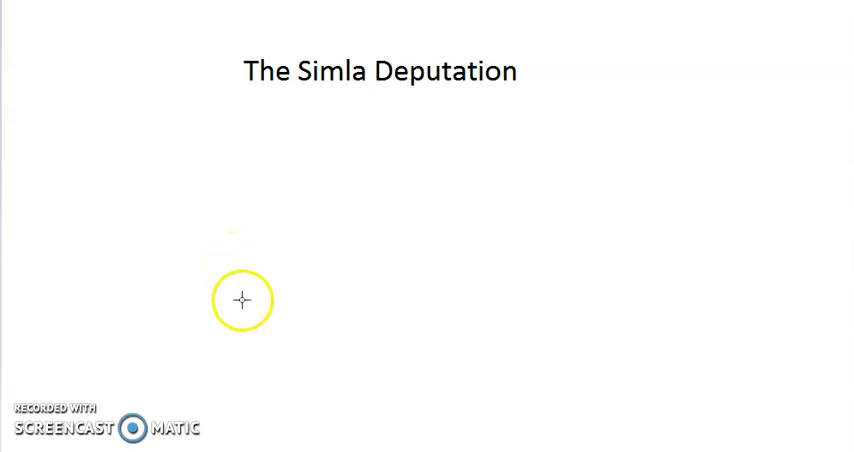 The Simla Deputation
RECORDED WITH
SCREENCAST MATIC